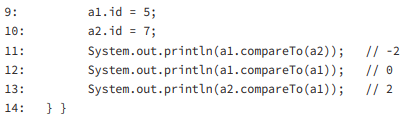 9:        a1.id = 5;
10:       a2.id = 7;
11:       System.out.println(a1.compareTo(a2));   // -2
12:       System.out.println(a1.compareTo(a1));   // 0
13:       System.out.println(a2.compareTo(a1));   // 2
14:  } }